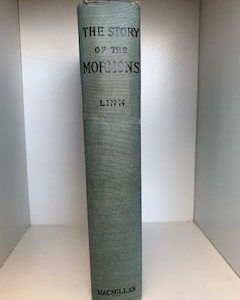 THE STORY
OF THE
MORMONS
LINN
MACMILLAN